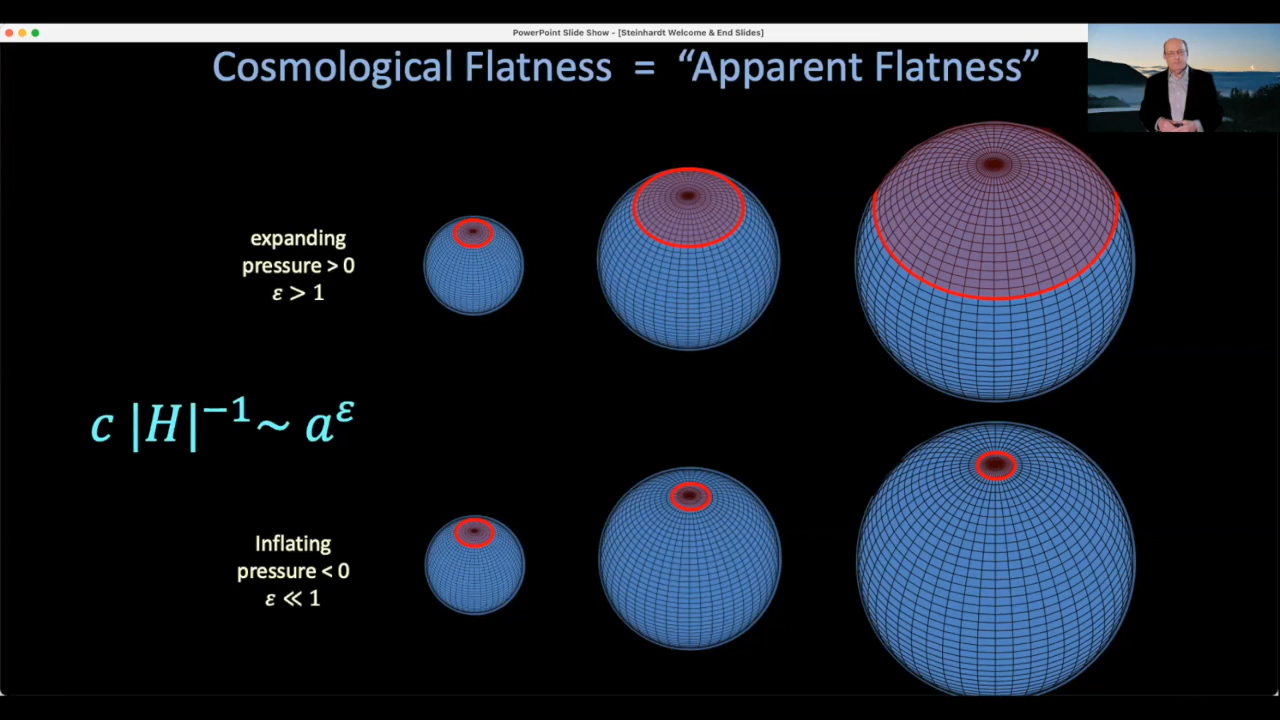 PowerPoint Slide Show - [Steinhardt Welcome & End Slides]
Cosmological Flatness = “Apparent Flatness”
expanding
pressure > 0
ε > 1
c |H|⁻¹~ aᵋ
Inflating
pressure < 0
ε ≪ 1